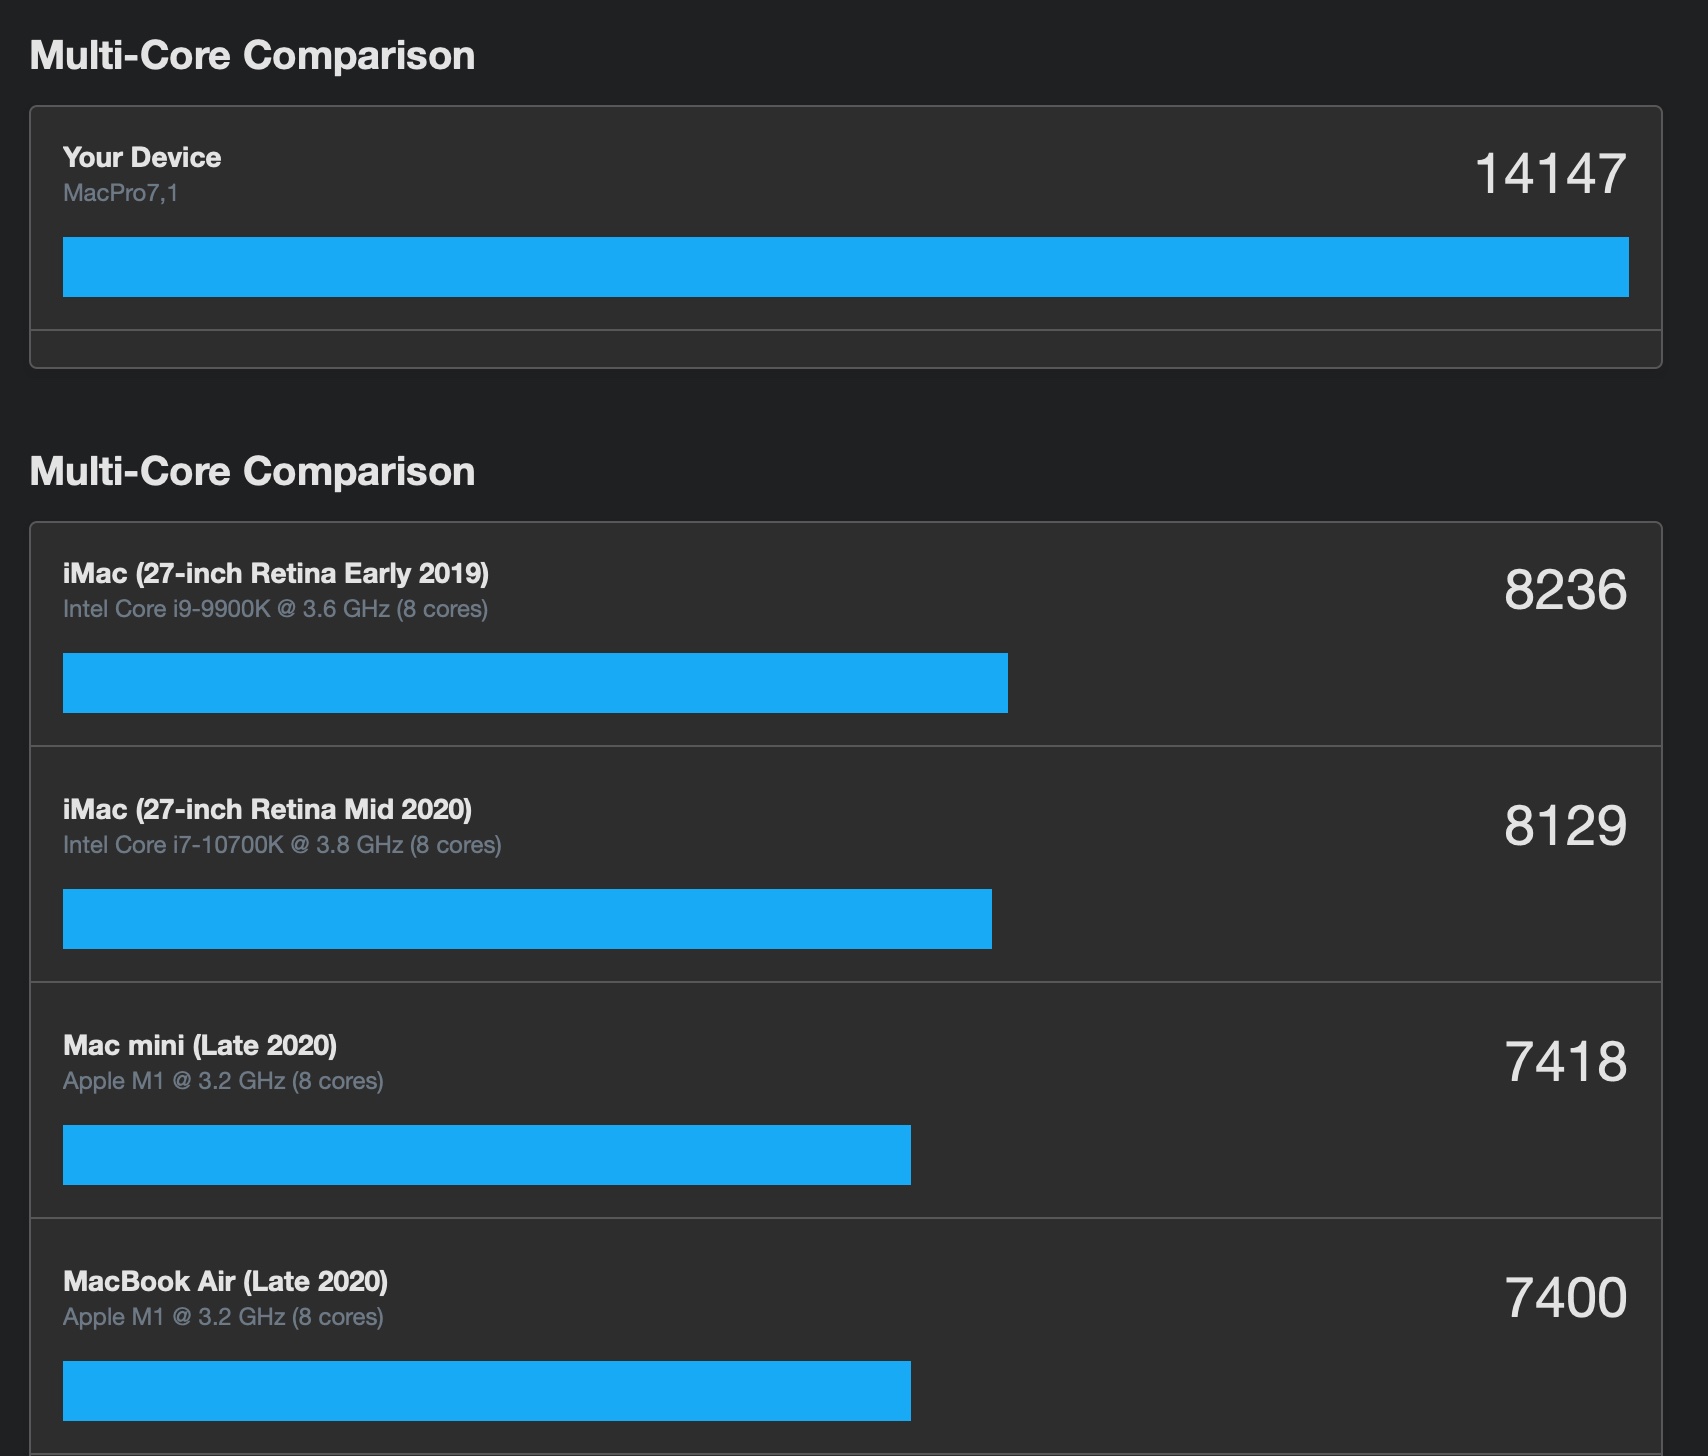 Multi-Core Comparison
Your Device
MacPro7,1
14147
Multi-Core Comparison
iMac (27-inch Retina Early 2019)
Intel Core i9-9900K @ 3.6 GHz (8 cores)
8236
iMac (27-inch Retina Mid 2020)
Intel Core i7-10700K @ 3.8 GHz (8 cores)
8129
Mac mini (Late 2020)
Apple M1 @ 3.2 GHz (8 cores)
7418
MacBook Air (Late 2020)
Apple M1 @ 3.2 GHz (8 cores)
7400